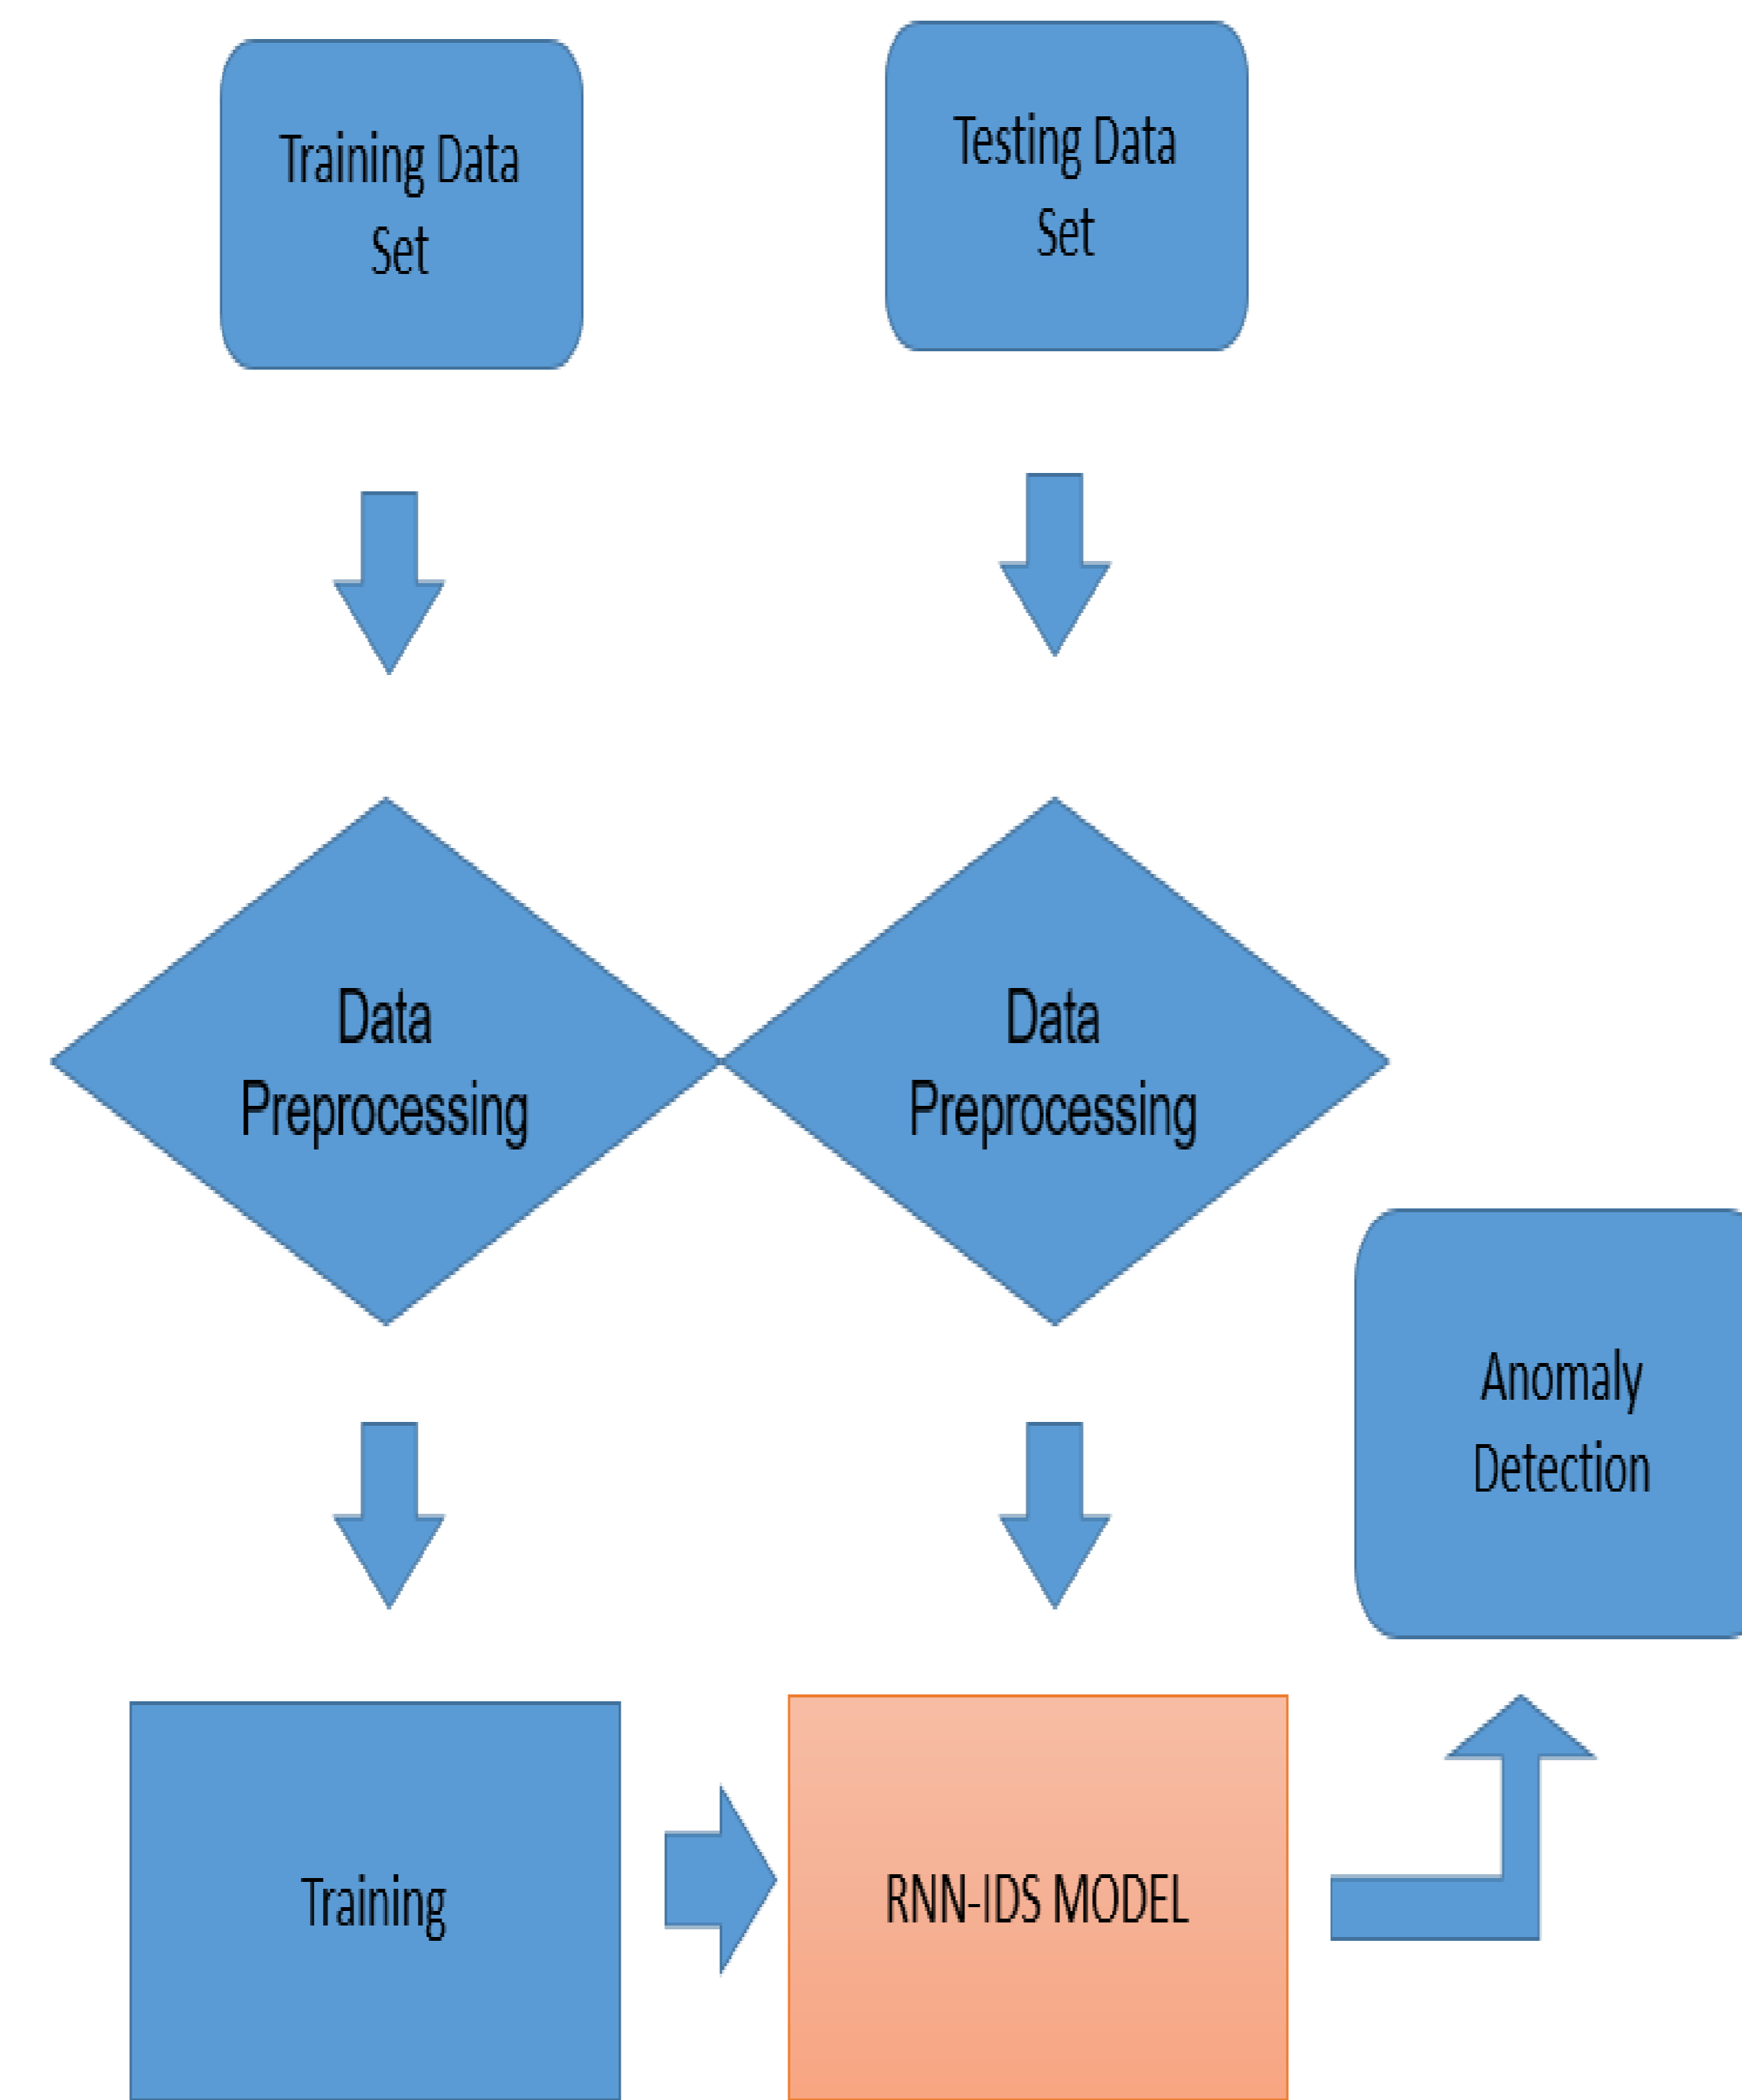 Training Data
Set
Testing Data
Set
Data
Preprocessing
Data
Preprocessing
Anomaly
Detection
Training
RNN-IDS MODEL